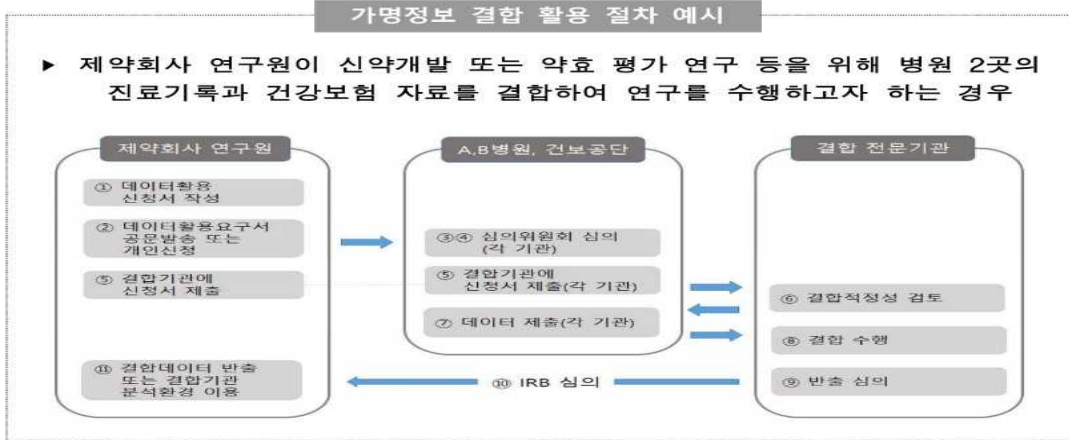 가명정보 결합 활용 절차 예시
▶ 제약회사 연구원이 신약개발 또는 약효 평가 연구 등을 위해 병원 2곳의
진료기록과 건강보험 자료를 결합하여 연구를 수행하고자 하는 경우
제약회사 연구원
① 데이터활용
신청서 작성
② 데이터활용요구서
공문발송 또는
개인신청
⑤ 결합기관에
신청서 제출
⑪ 결합데이터 반출
또는 결합기관
분석환경 이용
A,B병원, 건보공단
③④ 심의위원회 심의
(각 기관)
⑤ 결합기관에
신청서 제출(각 기관)
⑦ 데이터 제출(각 기관)
⑩ IRB 심의
결합 전문기관
⑥ 결합적정성 검토
⑧ 결합 수행
⑨ 반출 심의